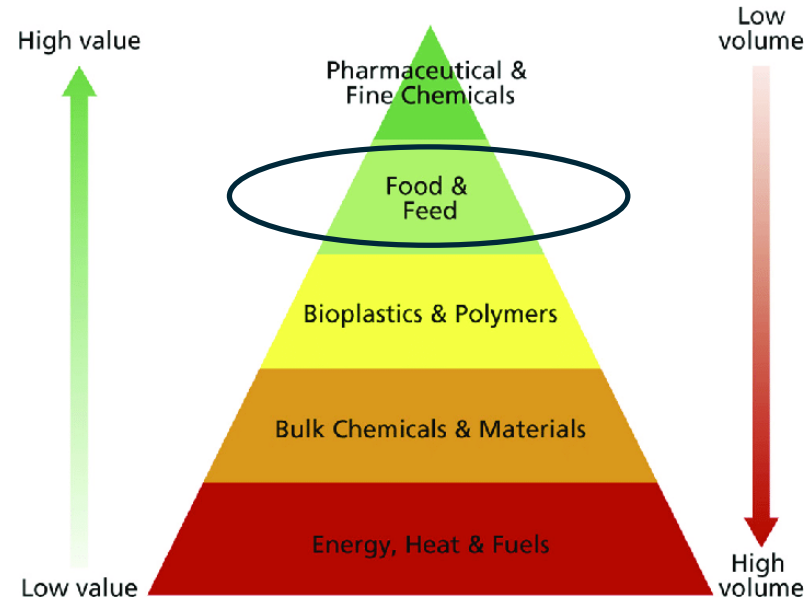 High value
Low
volume
Pharmaceutical &
Fine Chemicals
Food &
Feed
Bioplastics & Polymers
Bulk Chemicals & Materials
Energy, Heat & Fuels
Low value
High
volume